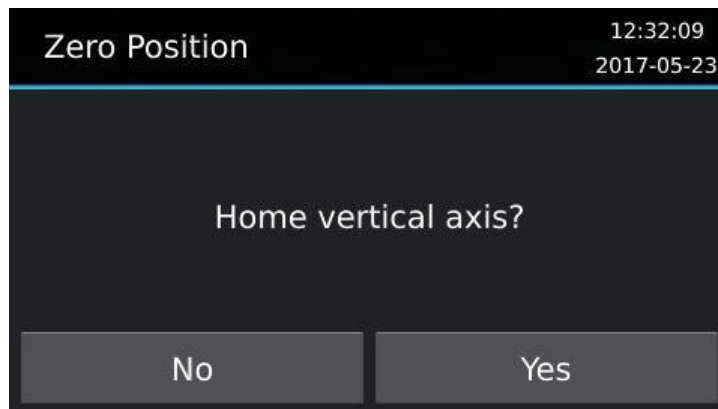 Zero Position
12:32:09
2017-05-23
Home vertical axis?
No
Yes